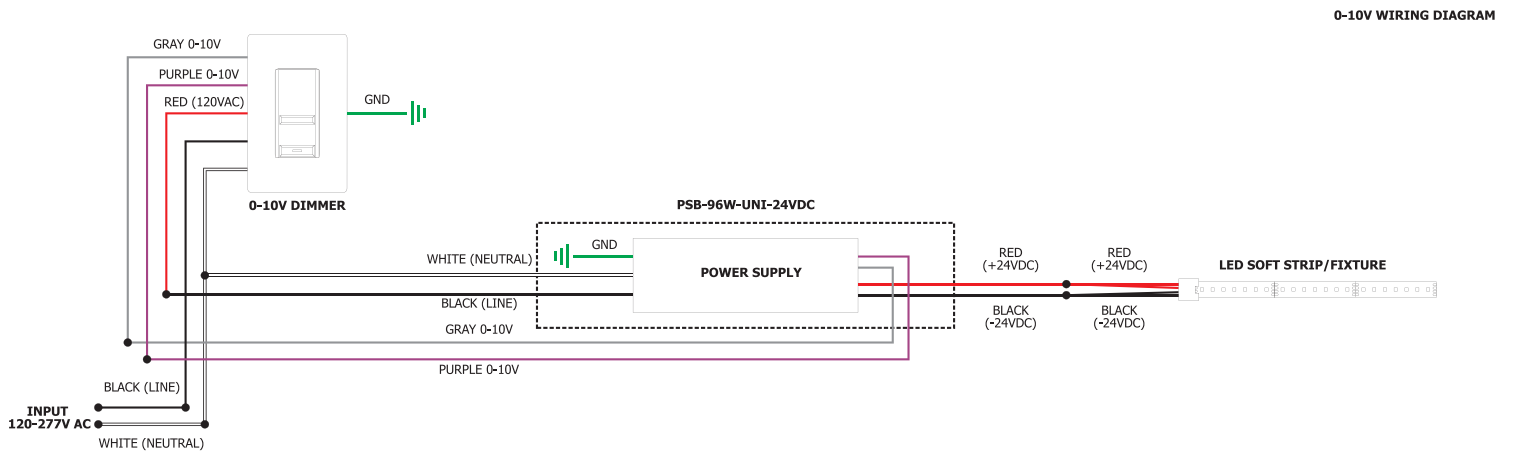 0-10V WIRING DIAGRAM
GRAY 0-10V
PURPLE 0-10V
RED (120VAC)
GND
0-10V DIMMER
PSB-96W-UNI-24VDC
GND
WHITE (NEUTRAL)
POWER SUPPLY
BLACK (LINE)
GRAY 0-10V
PURPLE 0-10V
RED
(+24VDC)
RED
(+24VDC)
LED SOFT STRIP/FIXTURE
BLACK
(-24VDC)
BLACK
(-24VDC)
BLACK (LINE)
INPUT
120-277V AC
WHITE (NEUTRAL)